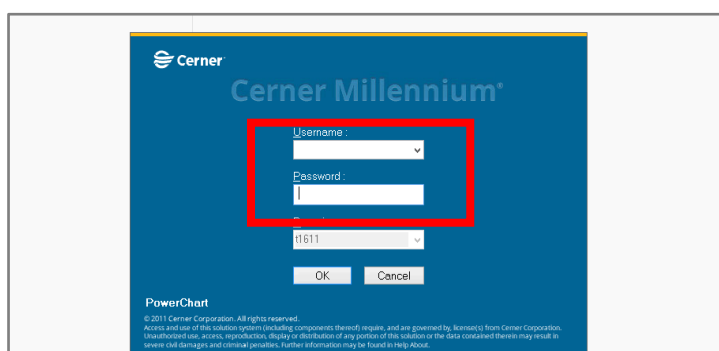 Cerner
Cerner Millennium®
Username :
Password :
t1611
OK Cancel
PowerChart
© 2011 Cerner Corporation. All rights reserved.
Access and use of this solution system (including components thereof) require, and are governed by, license(s) from Cerner Corporation.
Unauthorized use, access, reproduction, display or distribution of any portion of this solution or the data contained therein may result in
severe civil damages and criminal penalties. Further information may be found in Help About.